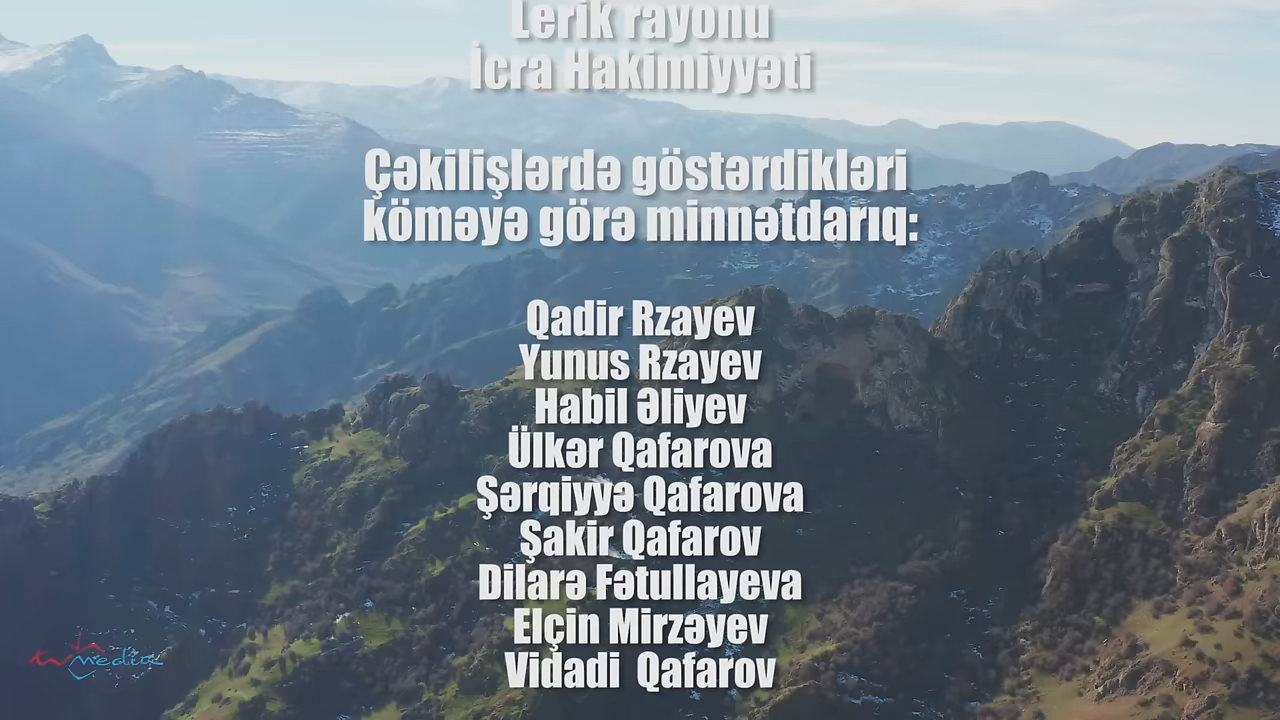 Lerik rayonu
İcra Hakimiyyəti
Çəkilişlərdə göstərdikləri
köməyə görə minnətdarıq:
Qadir Rzayev
Yunus Rzayev
Habil Əliyev
Ülkər Qafarova
Şərqiyyə Qafarova
Şakir Qafarov
Dilarə Fətullayeva
Elçin Mirzəyev
Vidadi Qafarov
media